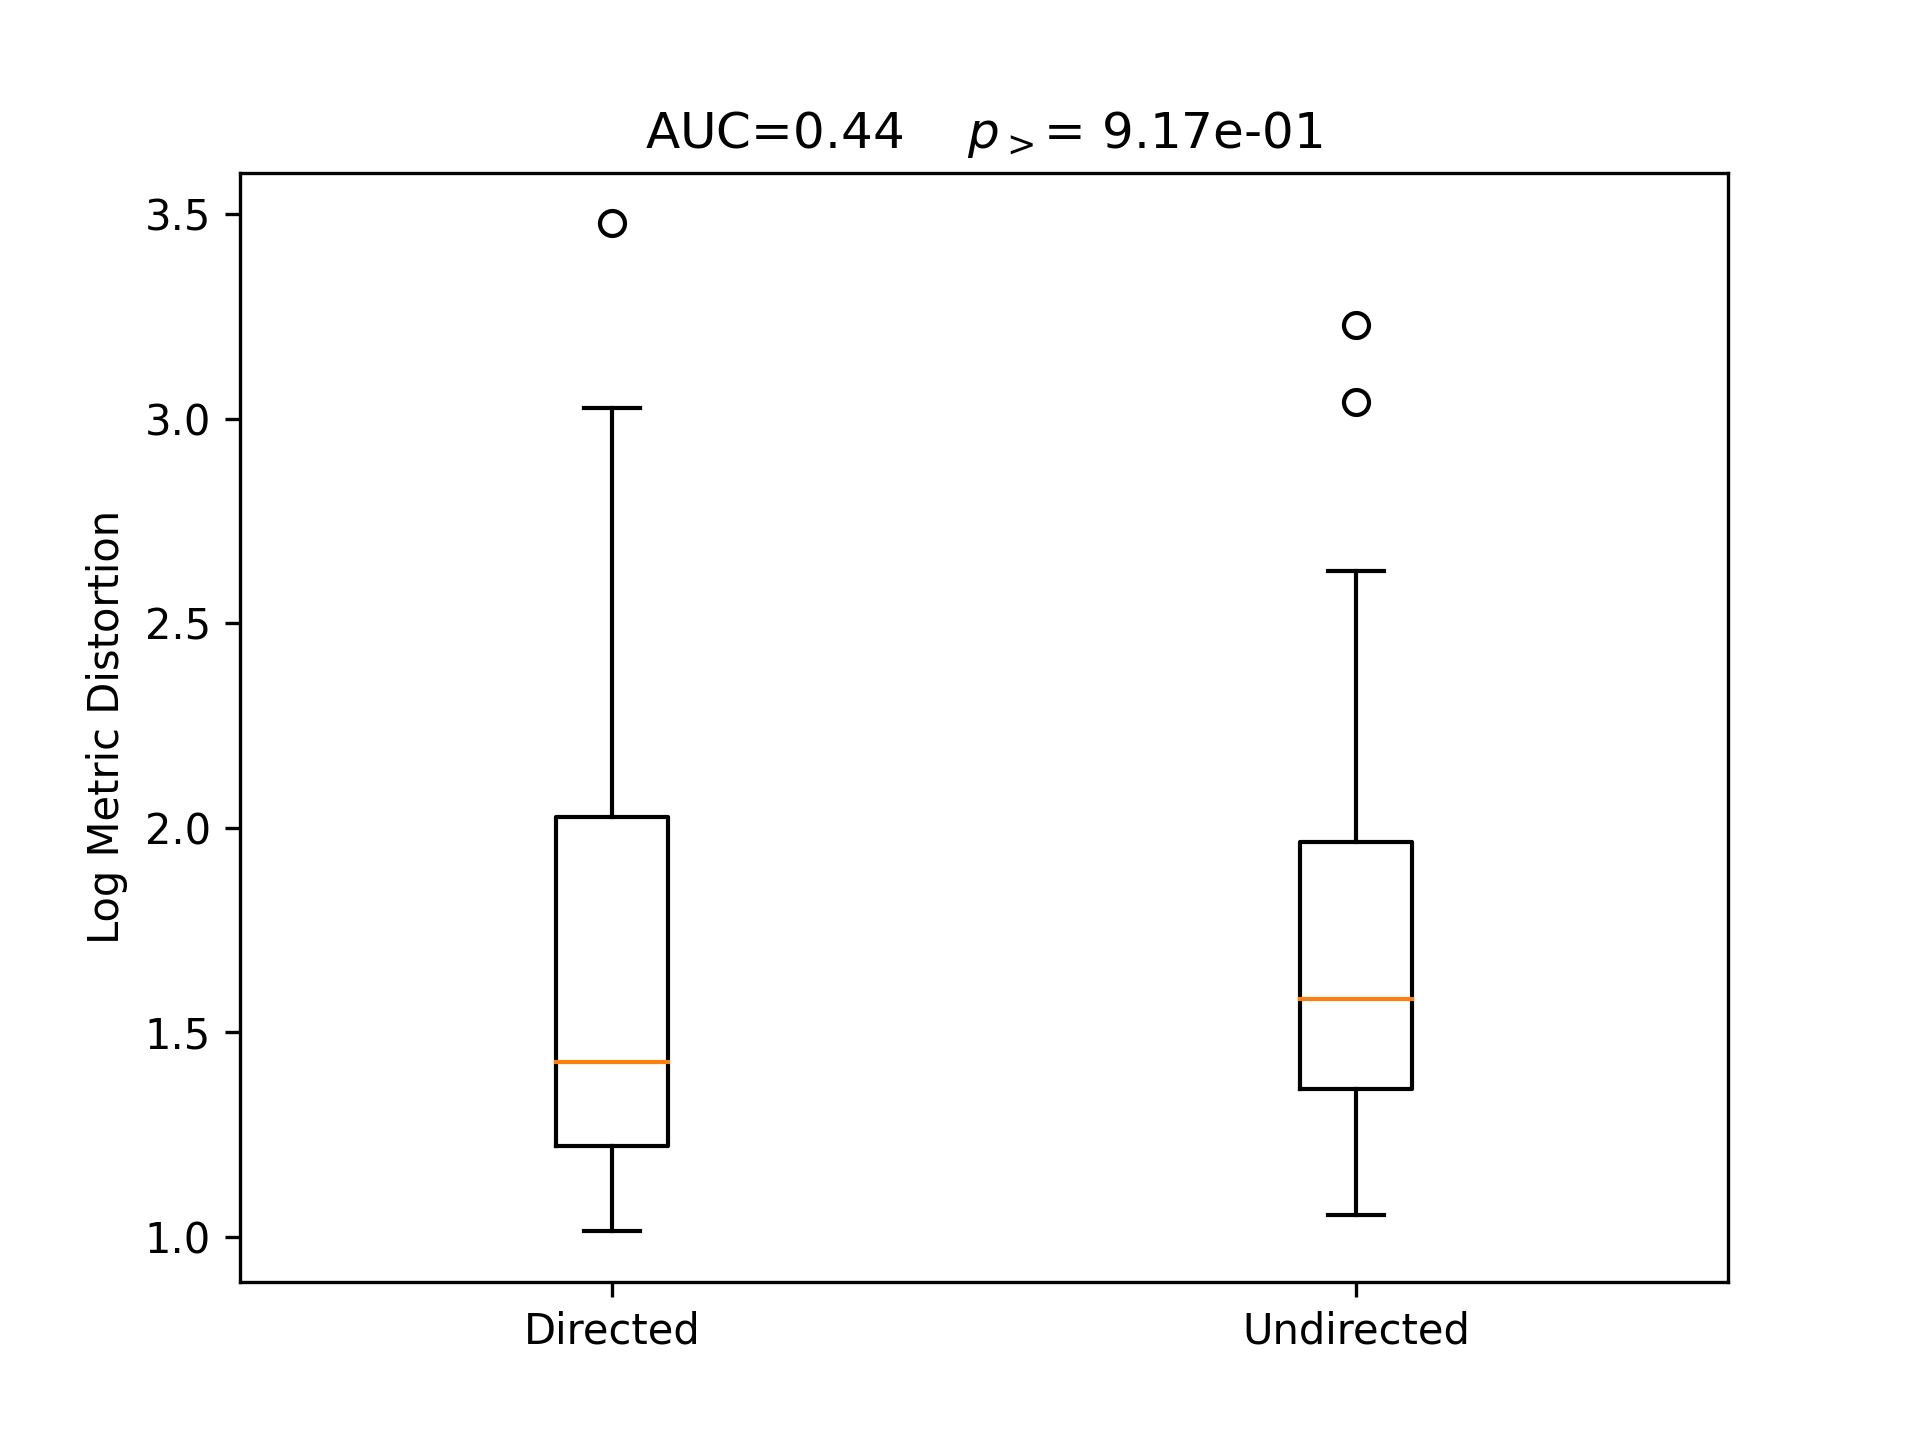 AUC=0.44 p> = 9.17e-01
3.5
3.0
2.5
2.0
1.5
1.0
Log Metric Distortion
Directed
Undirected